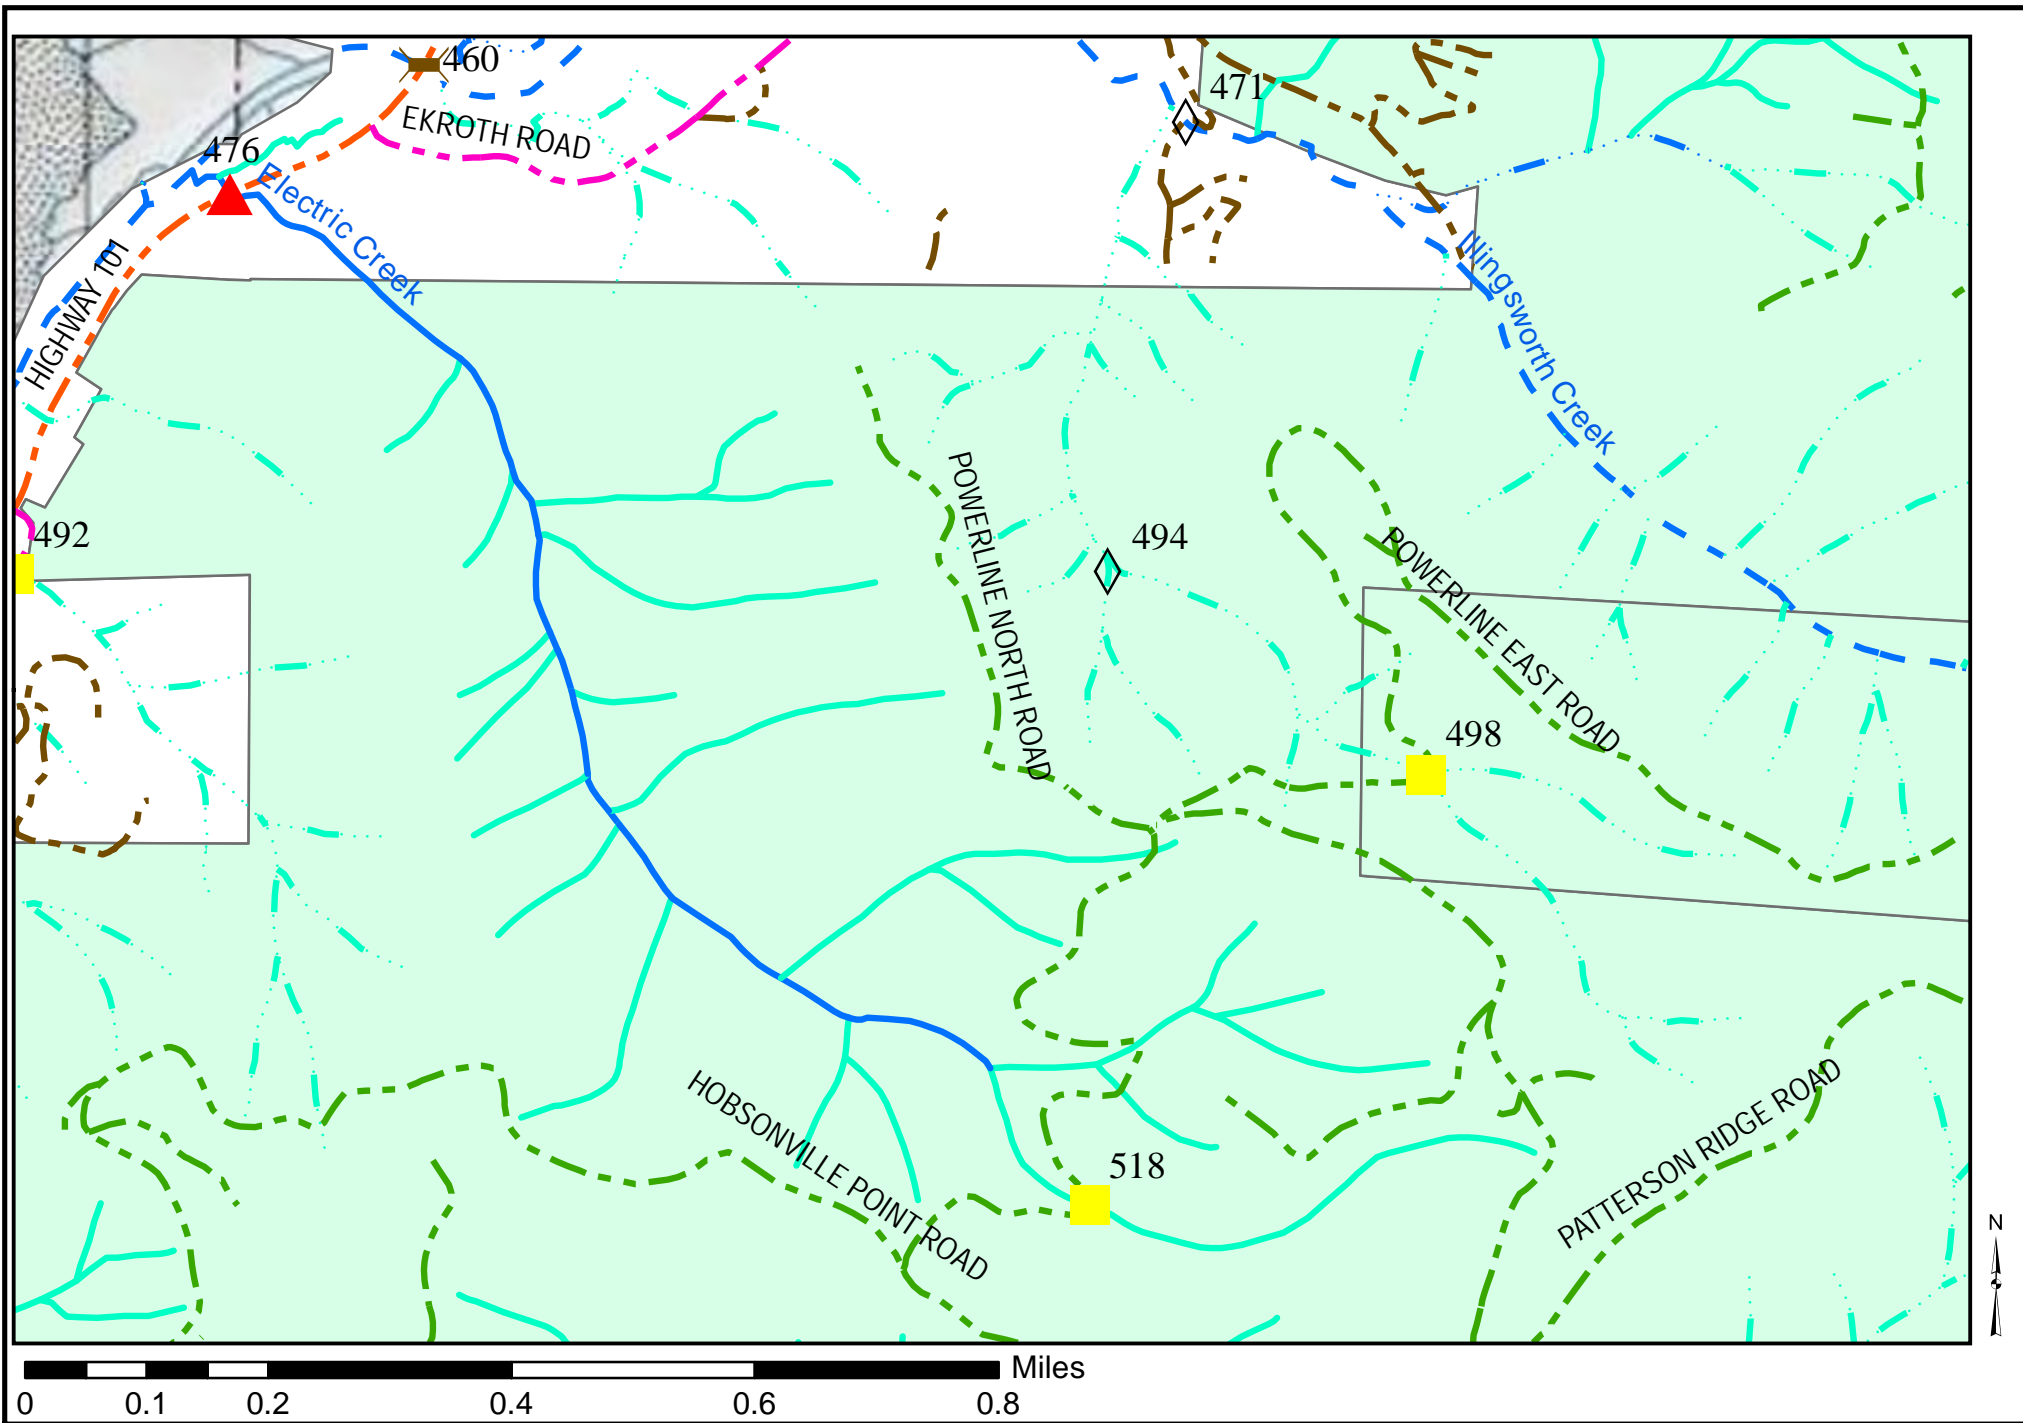 460
471
EKROTH ROAD
476
Electric Creek
HIGHWAY 101
Illingsworth Creek
492
POWERLINE NORTH ROAD
494
POWERLINE EAST ROAD
498
HOBSONVILLE POINT ROAD
518
PATTERSON RIDGE ROAD
N
Miles
0 0.1 0.2 0.4 0.6 0.8